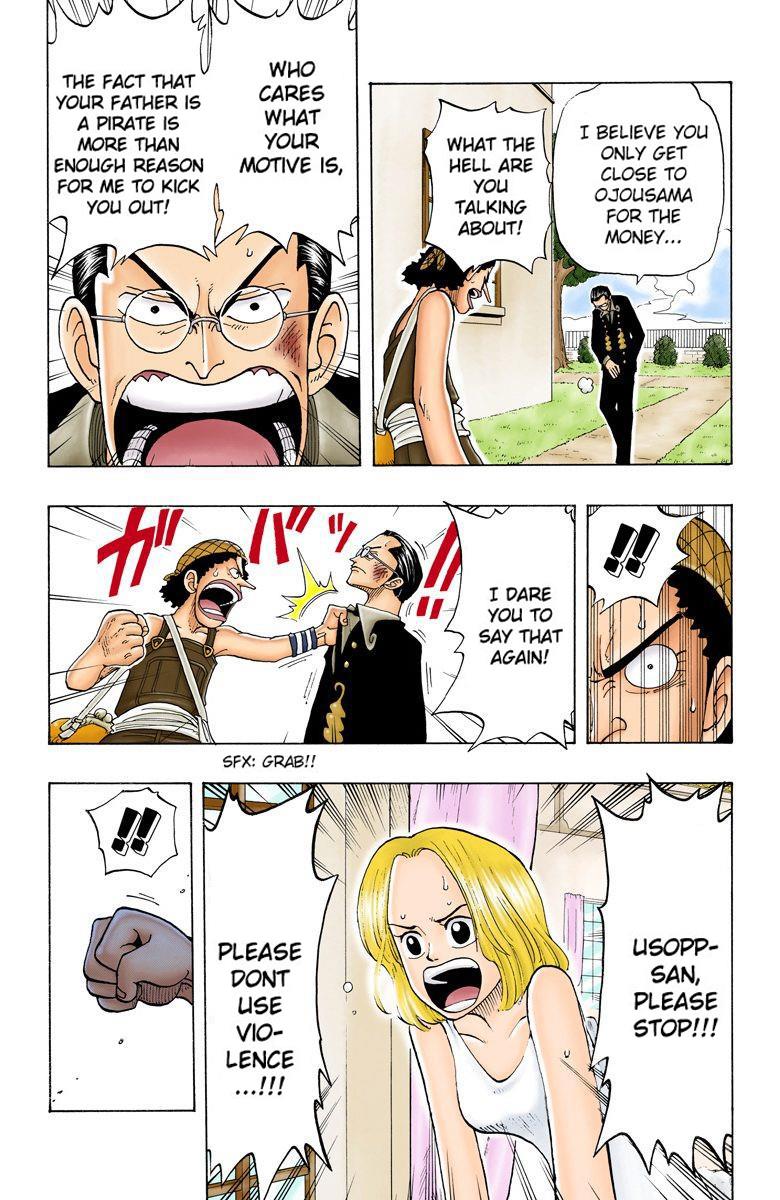 I BELIEVE YOU
ONLY GET
CLOSE TO
OJOUSAMA
FOR THE
MONEY...
WHAT THE
HELL ARE
YOU
TALKING
ABOUT!
WHO
CARES
WHAT
YOUR
MOTIVE IS,
THE FACT THAT
YOUR FATHER IS
A PIRATE IS
MORE THAN
ENOUGH REASON
FOR ME TO KICK
YOU OUT!
!!
I DARE
YOU TO
SAY THAT
AGAIN!
ガバッ!!
SFX: GRAB!!
USOPP-
SAN,
PLEASE
STOP!!!
PLEASE
DONT
USE
VIO-
LENCE
...!!!
!!